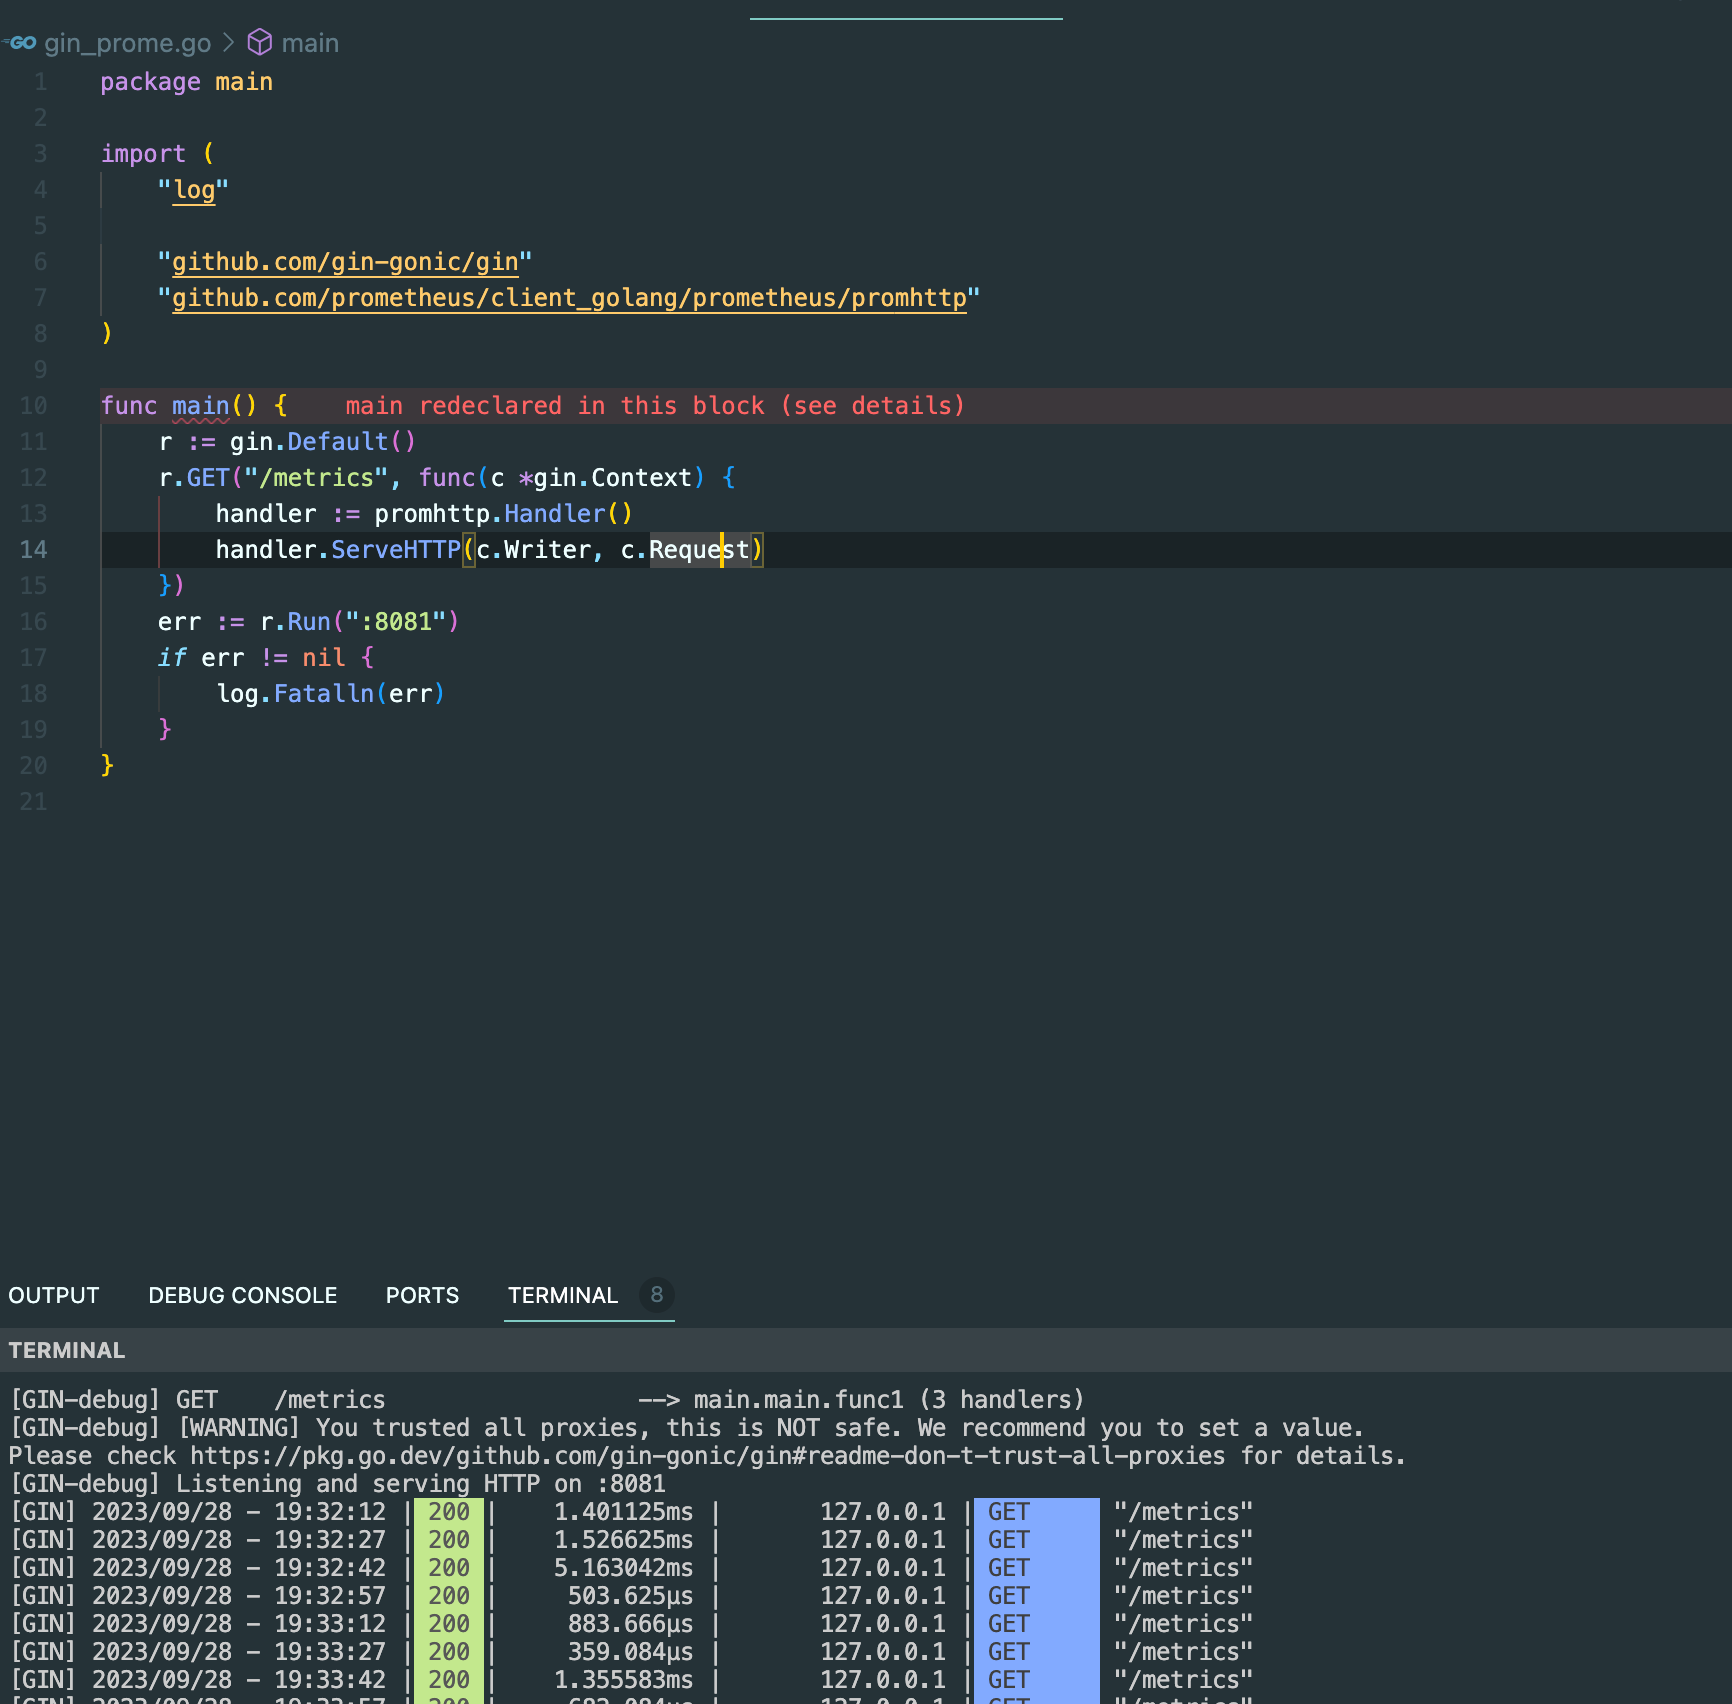 GO gin_prome.go > main
1 package main
2
3 import (
4 "log"
5
6 "github.com/gin-gonic/gin"
7 "github.com/prometheus/client_golang/prometheus/promhttp"
8 )
9
10 func main() { main redeclared in this block (see details)
11 r := gin.Default()
12 r.GET("/metrics", func(c *gin.Context) {
13 handler := promhttp.Handler()
14 handler.ServeHTTP(c.Writer, c.Request)
15 })
16 err := r.Run(":8081")
17 if err != nil {
18 log.Fatalln(err)
19 }
20 }
21
OUTPUT DEBUG CONSOLE PORTS TERMINAL 8
TERMINAL
[GIN-debug] GET /metrics --> main.main.func1 (3 handlers)
[GIN-debug] [WARNING] You trusted all proxies, this is NOT safe. We recommend you to set a value.
Please check https://pkg.go.dev/github.com/gin-gonic/gin#readme-don-t-trust-all-proxies for details.
[GIN-debug] Listening and serving HTTP on :8081
[GIN] 2023/09/28 - 19:32:12 | 200 | 1.401125ms | 127.0.0.1 | GET "/metrics"
[GIN] 2023/09/28 - 19:32:27 | 200 | 1.526625ms | 127.0.0.1 | GET "/metrics"
[GIN] 2023/09/28 - 19:32:42 | 200 | 5.163042ms | 127.0.0.1 | GET "/metrics"
[GIN] 2023/09/28 - 19:32:57 | 200 | 503.625µs | 127.0.0.1 | GET "/metrics"
[GIN] 2023/09/28 - 19:33:12 | 200 | 883.666µs | 127.0.0.1 | GET "/metrics"
[GIN] 2023/09/28 - 19:33:27 | 200 | 359.084µs | 127.0.0.1 | GET "/metrics"
[GIN] 2023/09/28 - 19:33:42 | 200 | 1.355583ms | 127.0.0.1 | GET "/metrics"